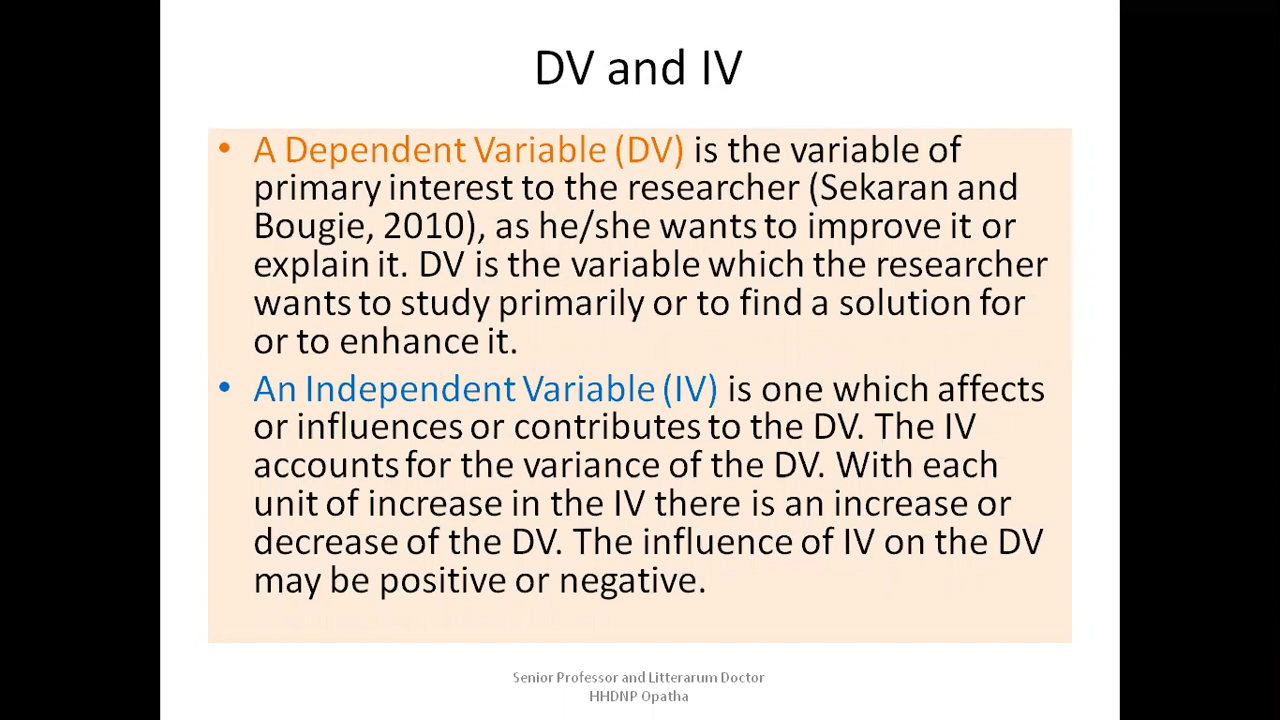 DV and IV
• A Dependent Variable (DV) is the variable of
primary interest to the researcher (Sekaran and
Bougie, 2010), as he/she wants to improve it or
explain it. DV is the variable which the researcher
wants to study primarily or to find a solution for
or to enhance it.
• An Independent Variable (IV) is one which affects
or influences or contributes to the DV. The IV
accounts for the variance of the DV. With each
unit of increase in the IV there is an increase or
decrease of the DV. The influence of IV on the DV
may be positive or negative.
Senior Professor and Litterarum Doctor
HHDNP Opatha